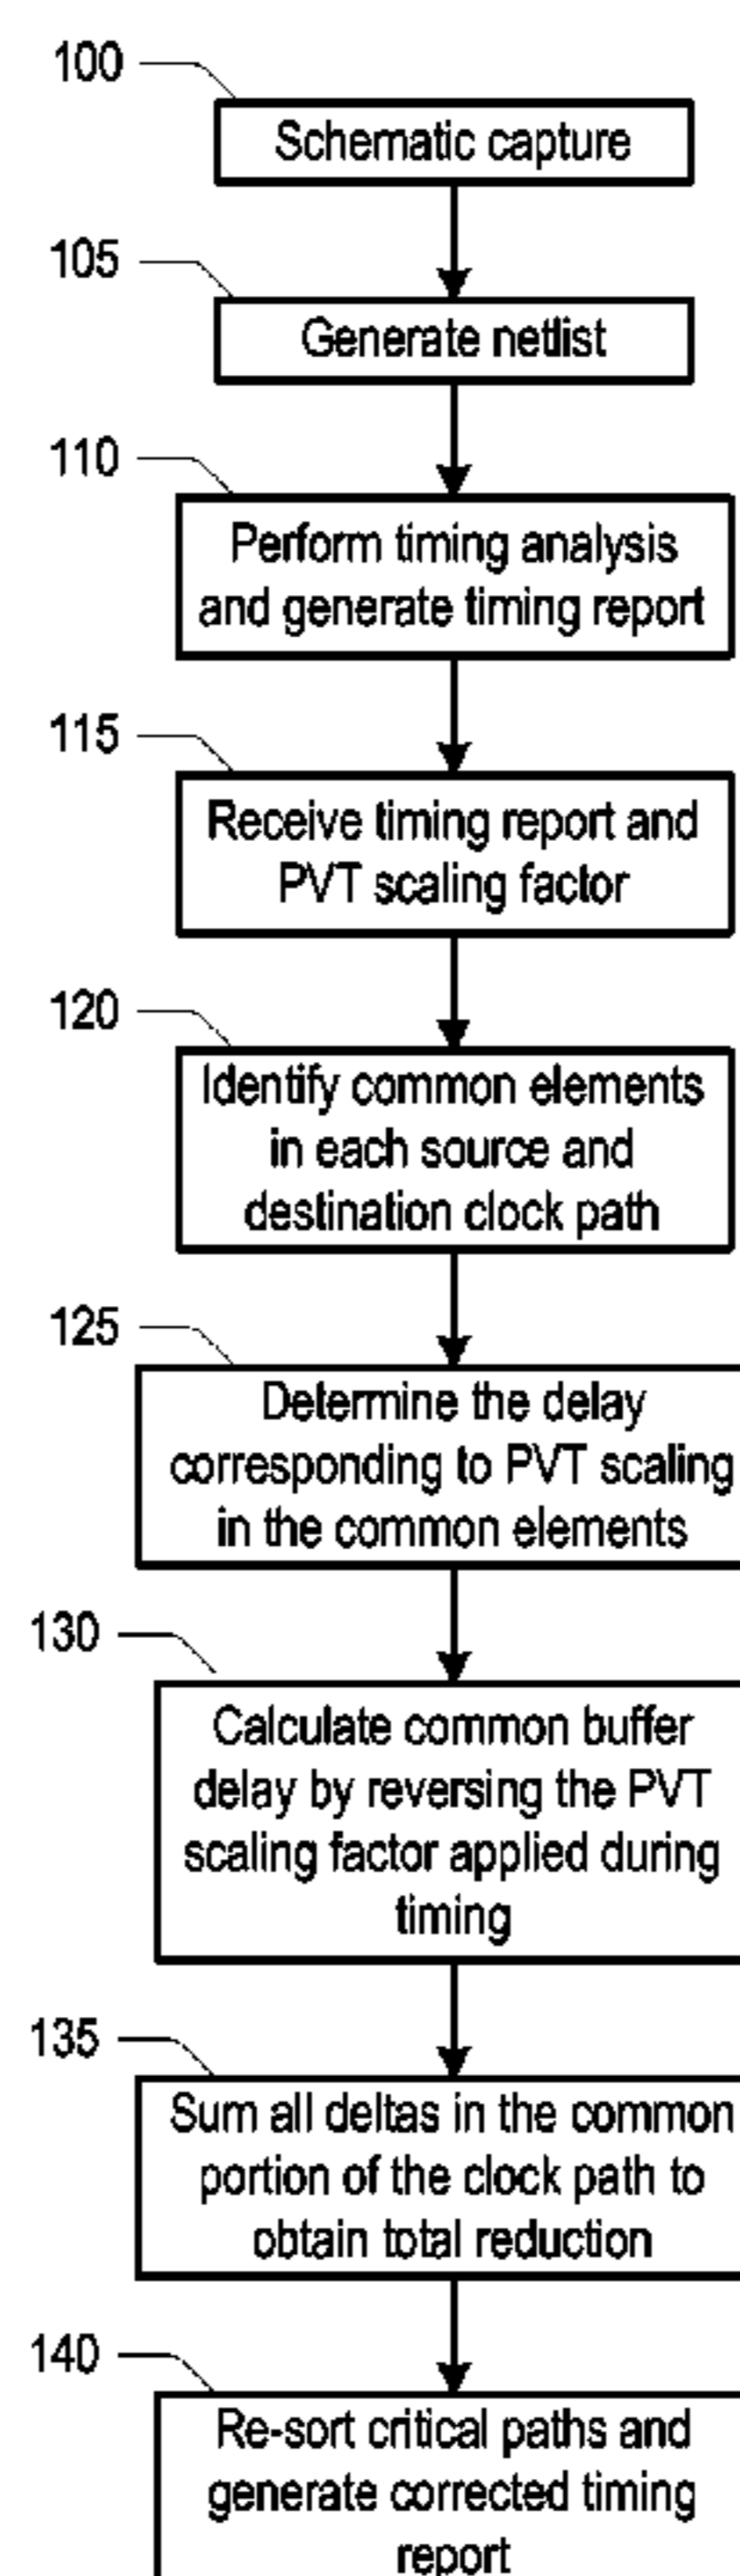 100
Schematic capture
105
Generate netlist
110
Perform timing analysis
and generate timing report
115
Receive timing report and
PVT scaling factor
120
Identify common elements
in each source and
destination clock path
125
Determine the delay
corresponding to PVT scaling
in the common elements
130
Calculate common buffer
delay by reversing the PVT
scaling factor applied during
timing
135
Sum all deltas in the common
portion of the clock path to
obtain total reduction
140
Re-sort critical paths and
generate corrected timing
report